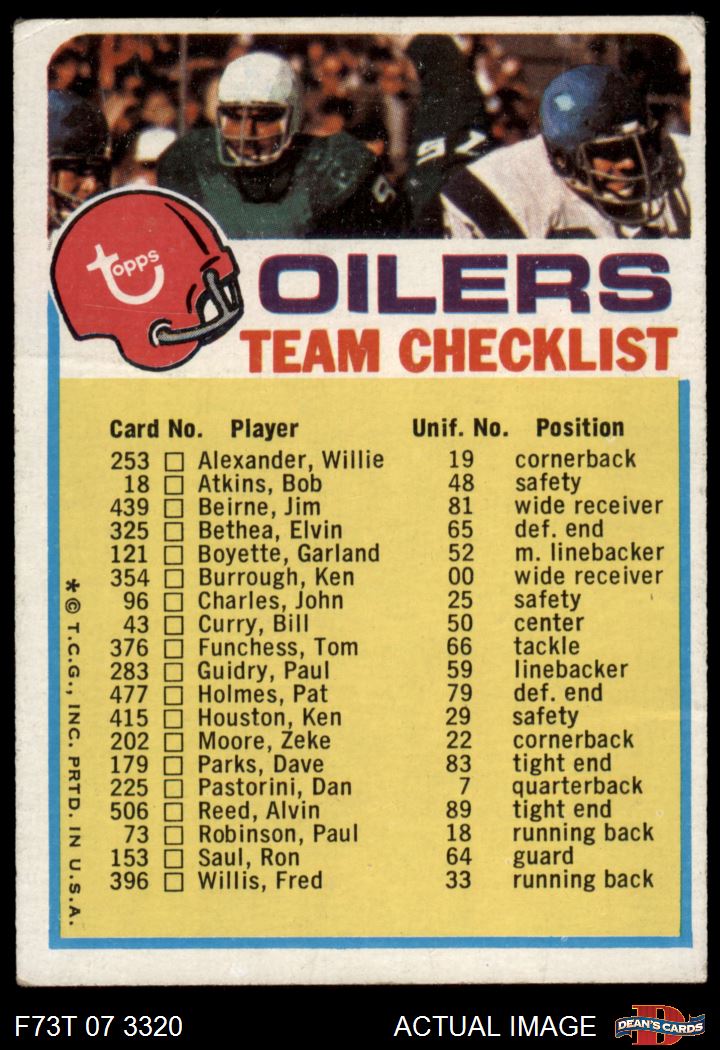 topps
OILERS
TEAM CHECKLIST
Card No. Player Unif. No. Position
253 Alexander, Willie 19 cornerback
18 Atkins, Bob 48 safety
439 Beirne, Jim 81 wide receiver
325 Bethea, Elvin 65 def. end
121 Boyette, Garland 52 m. linebacker
354 Burrough, Ken 00 wide receiver
96 Charles, John 25 safety
43 Curry, Bill 50 center
376 Funchess, Tom 66 tackle
283 Guidry, Paul 59 linebacker
477 Holmes, Pat 79 def. end
415 Houston, Ken 29 safety
202 Moore, Zeke 22 cornerback
179 Parks, Dave 83 tight end
225 Pastorini, Dan 7 quarterback
506 Reed, Alvin 89 tight end
73 Robinson, Paul 18 running back
153 Saul, Ron 64 guard
396 Willis, Fred 33 running back
*© T.C.G., INC. PRTD. IN U.S.A.
F73T 07 3320 ACTUAL IMAGE
DEAN'S CARDS